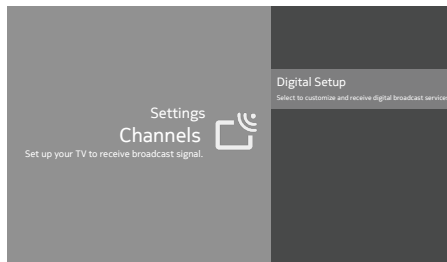 Settings
Channels
Set up your TV to receive broadcast signal.
Digital Setup
Select to customize and receive digital broadcast services